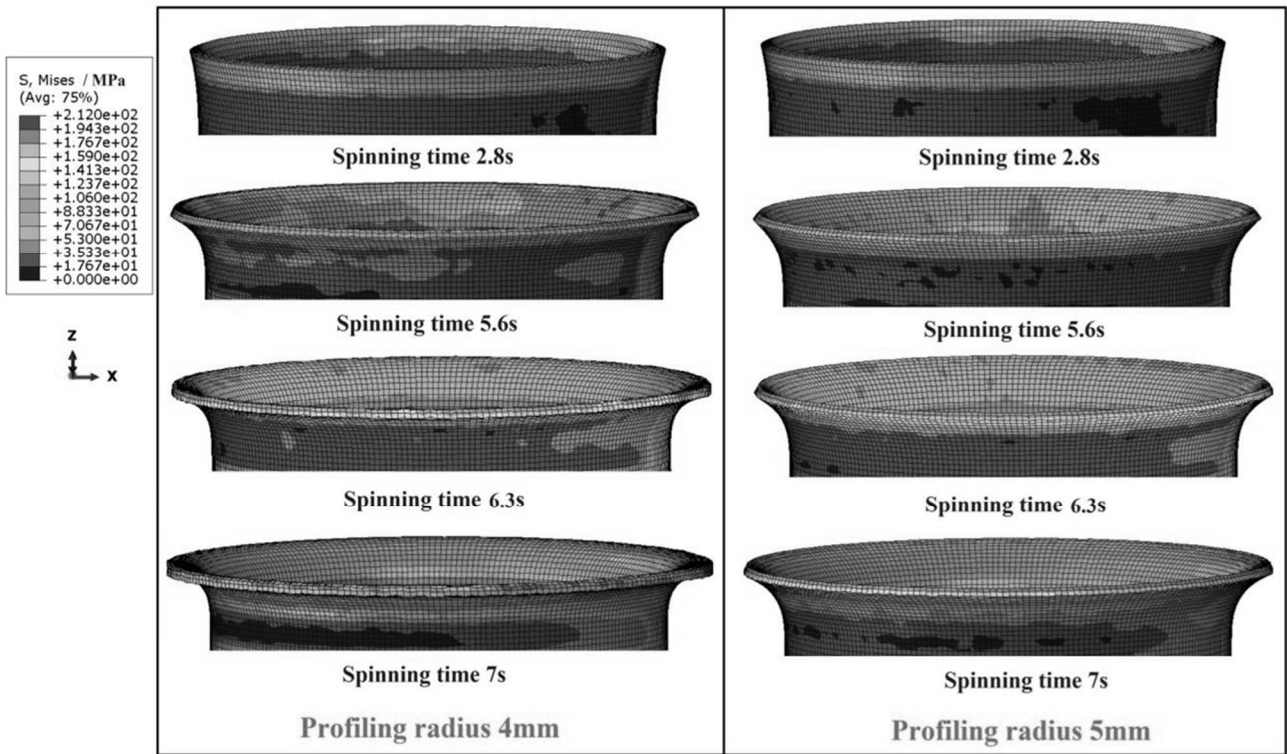 S, Mises / MPa
(Avg: 75%)
+2.120e+02
+1.943e+02
+1.767e+02
+1.590e+02
+1.413e+02
+1.237e+02
+1.060e+02
+8.833e+01
+7.067e+01
+5.300e+01
+3.533e+01
+1.767e+01
+0.000e+00
Z
X
Spinning time 2.8s
Spinning time 5.6s
Spinning time 6.3s
Spinning time 7s
Profiling radius 4mm
Spinning time 2.8s
Spinning time 5.6s
Spinning time 6.3s
Spinning time 7s
Profiling radius 5mm